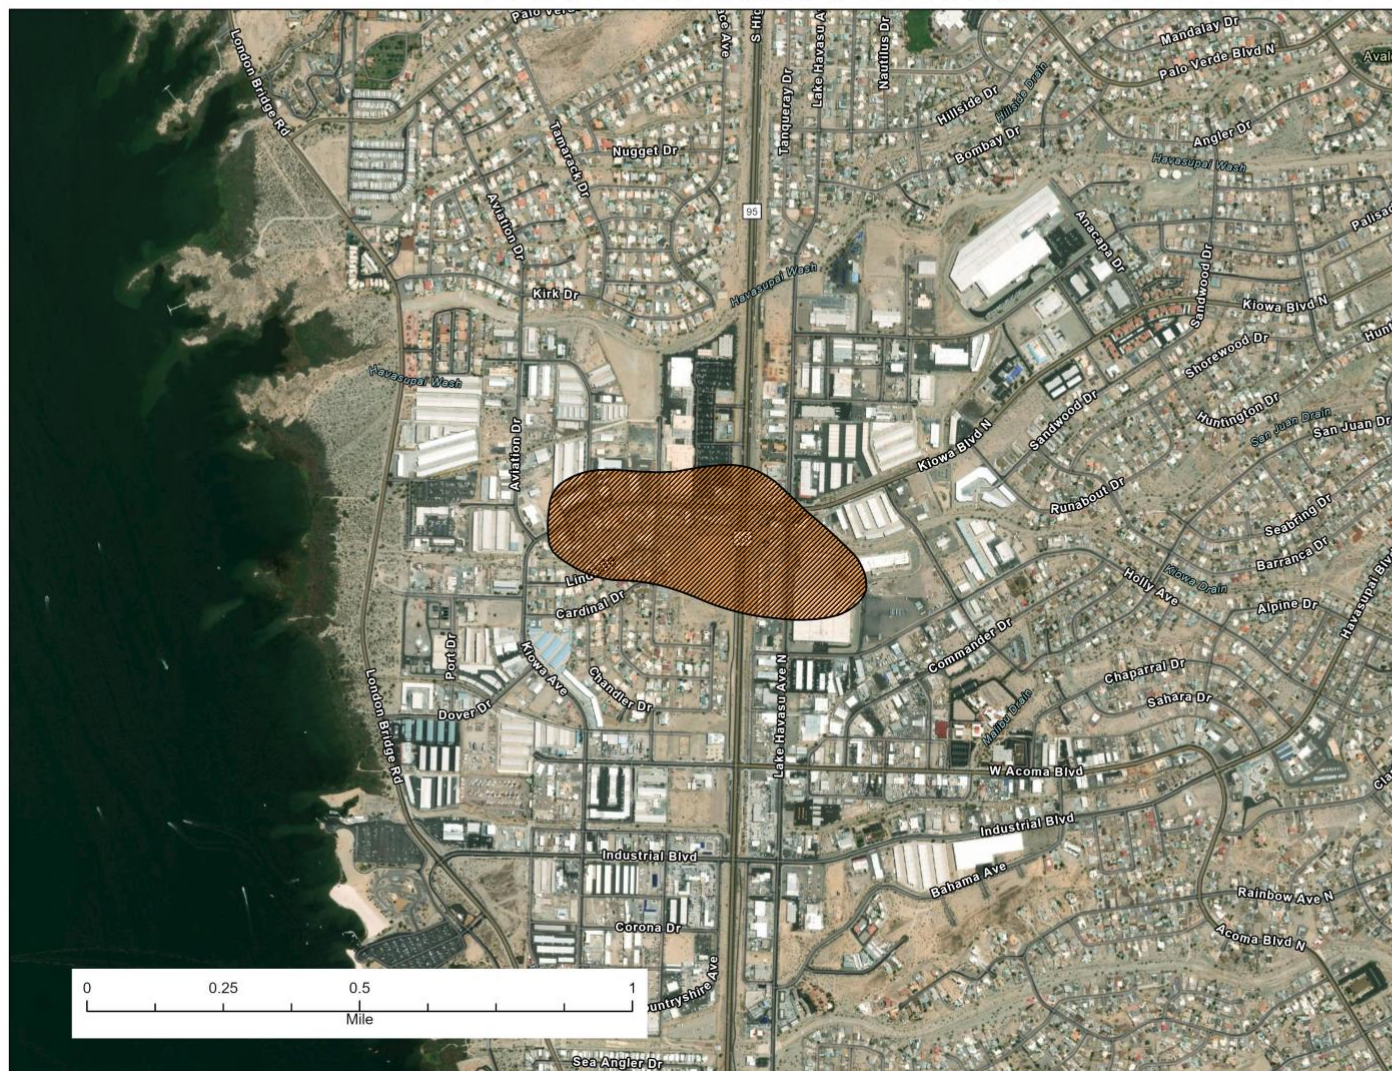 Palo Verde
Mandalay Dr
Palo Verde Blvd N
London Bridge Rd
Tanqueray Dr
Nautilus Dr
Hillside Dr
Hillside Drain
Bombay Dr
Angler Dr
Tamarack Dr
Nugget Dr
Havasupai Wash
95
Aviation Dr
Anacapa Dr
Sandwood Dr
Kirk Dr
Havasupai Wash
Kiowa Blvd N
Shorewood Dr
Havasupai Wash
Sandwood Dr
Huntington Dr
San Juan Drain
San Juan Dr
Aviation Dr
Kiowa Blvd N
Runabout Dr
Seabring Dr
Barranca Dr
Kiowa Drain
Holly Ave
Alpine Dr
Cardinal Dr
Commander Dr
Port Dr
Kiowa Ave
Chandler Dr
Chaparral Dr
Sahara Dr
Dover Dr
Malibu Drain
Lake Havasu Ave N
London Bridge Rd
W Acoma Blvd
Industrial Blvd
Industrial Blvd
Bahama Ave
Rainbow Ave N
Corona Dr
Acoma Blvd N
0 0.25 0.5 1
Mile
Sea Angler Dr